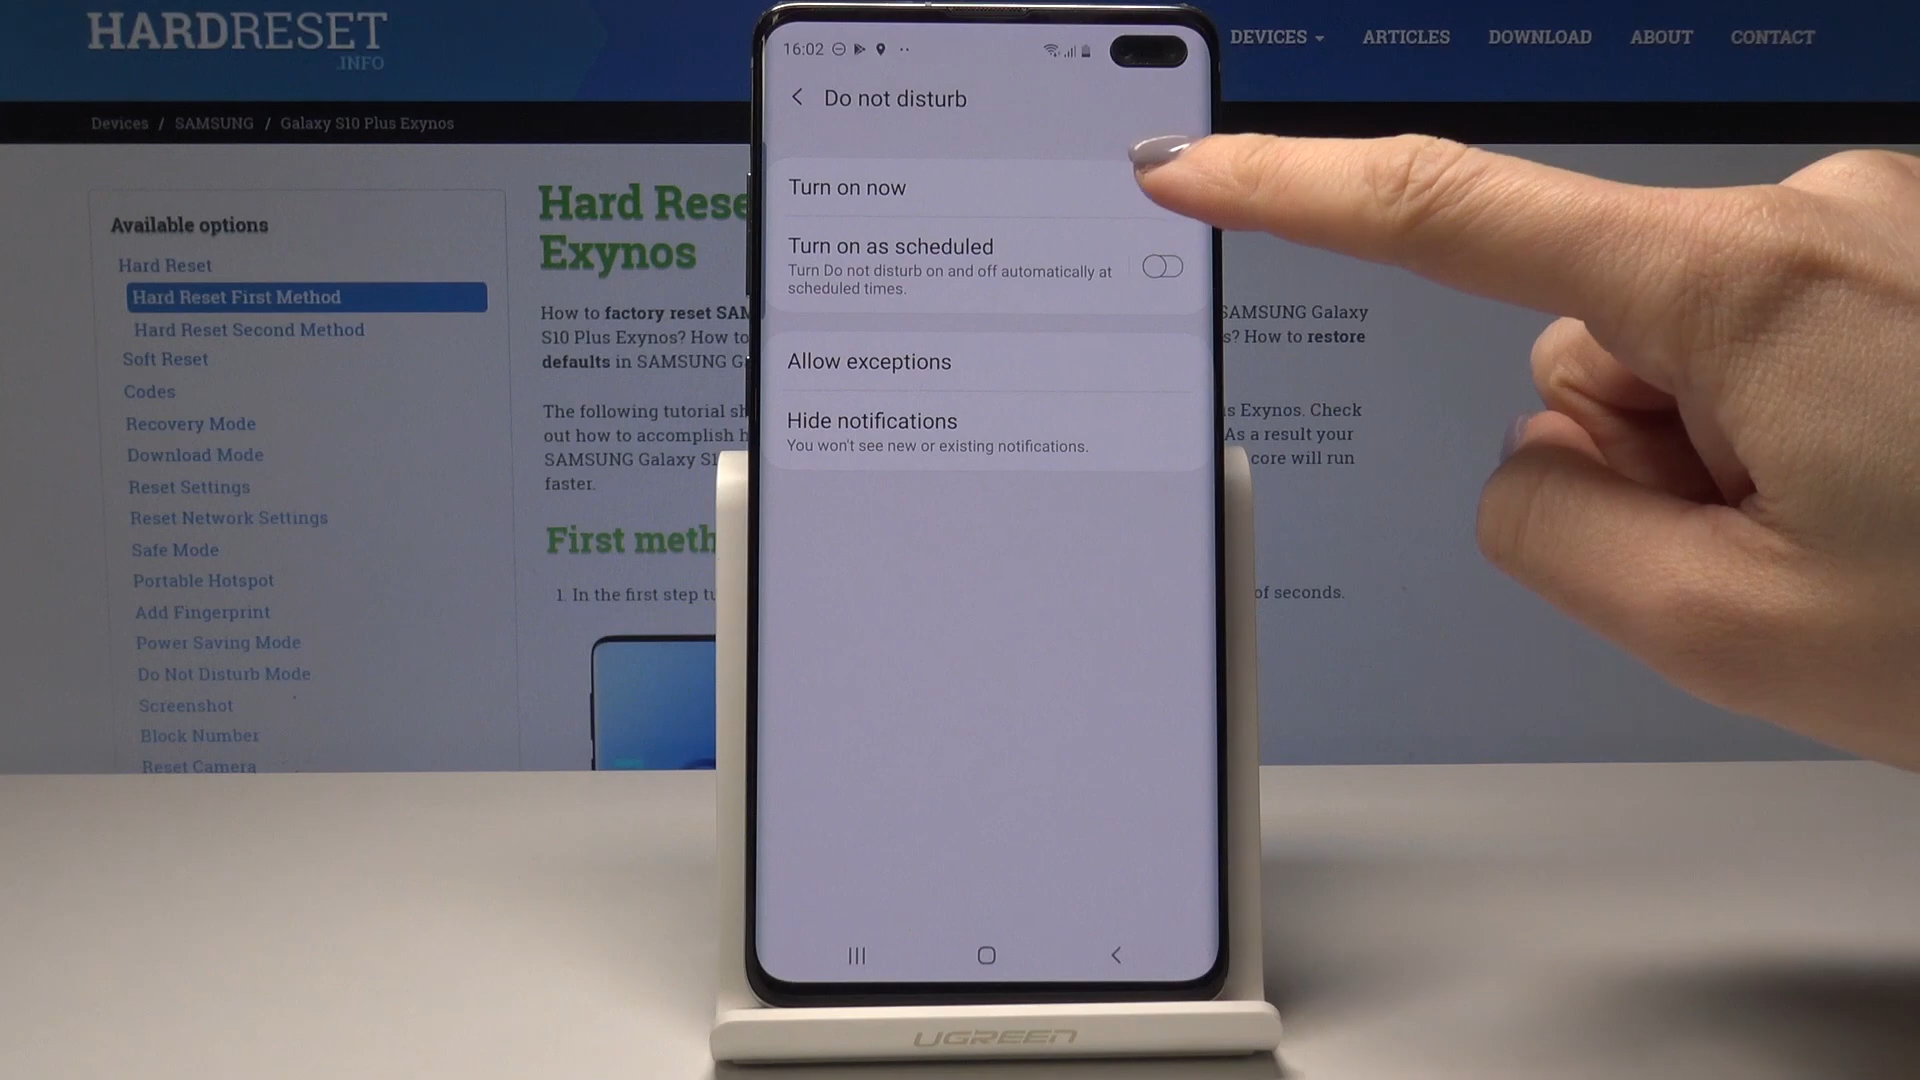 HARDRESET
.INFO
DEVICES
ARTICLES
DOWNLOAD
ABOUT
CONTACT
Devices / SAMSUNG / Galaxy S10 Plus Exynos
Available options
Hard Reset
Hard Reset First Method
Hard Reset Second Method
Soft Reset
Codes
Recovery Mode
Download Mode
Reset Settings
Reset Network Settings
Safe Mode
Portable Hotspot
Add Fingerprint
Power Saving Mode
Do Not Disturb Mode
Screenshot
Block Number
Reset Camera
Hard Rese
Exynos
How to factory reset SAM
SAMSUNG Galaxy
S10 Plus Exynos? How to
s? How to restore
defaults in SAMSUNG G
The following tutorial sh
s Exynos. Check
out how to accomplish h
As a result your
SAMSUNG Galaxy S1
core will run
faster.
First meth
1. In the first step tu
of seconds.
16:02
Do not disturb
Turn on now
Turn on as scheduled
Turn Do not disturb on and off automatically at
scheduled times.
Allow exceptions
Hide notifications
You won't see new or existing notifications.
UGREEN